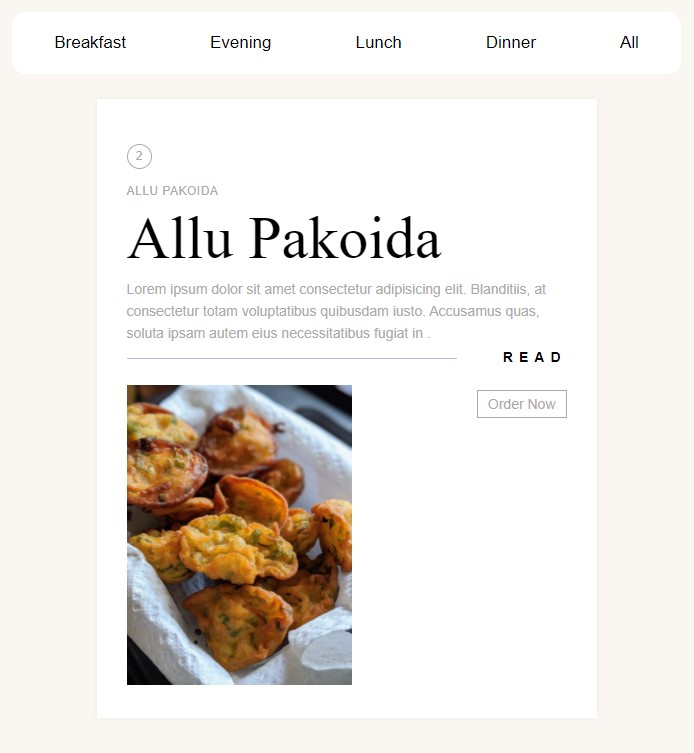 Breakfast Evening Lunch Dinner All
2
ALLU PAKOIDA
Allu Pakoida
Lorem ipsum dolor sit amet consectetur adipisicing elit. Blanditiis, at
consectetur totam voluptatibus quibusdam iusto. Accusamus quas,
soluta ipsam autem eius necessitatibus fugiat in .
READ
Order Now